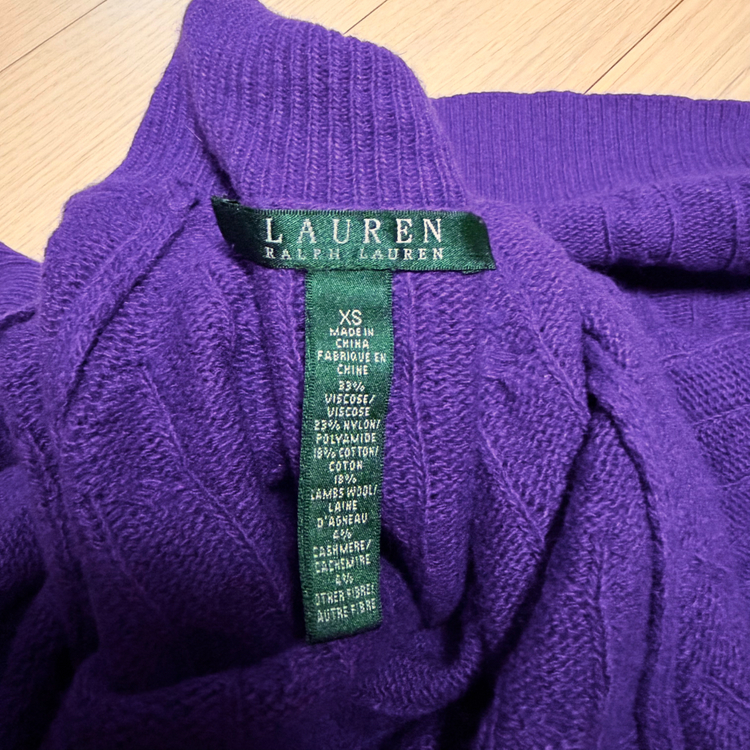 LAUREN
RALPH LAUREN
XS
MADE IN
CHINA
FABRIQUE EN
CHINE
33%
VISCOSE/
VISCOSE
23% NYLON/
POLYAMIDE
18% COTTON/
COTON
18%
LAMBS WOOL/
LAINE
D'AGNEAU
4%
CASHMERE/
CACHEMIRE
4%
OTHER FIBRE/
AUTRE FIBRE